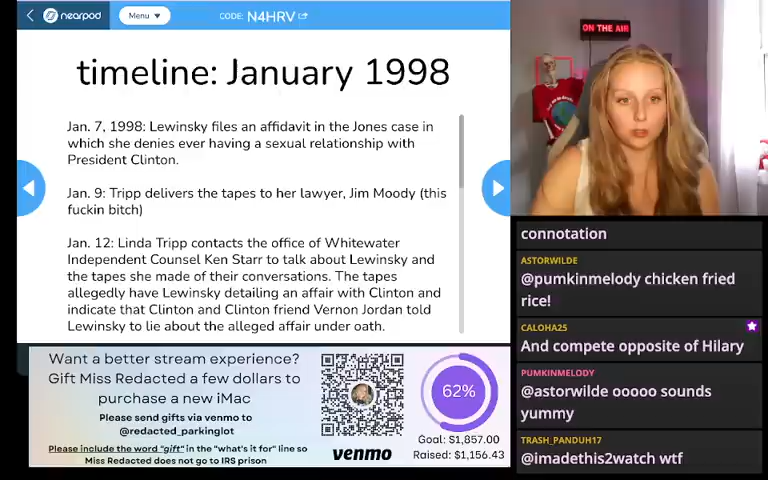 nearpod
Menu
CODE: N4HRV
ON THE AIR
timeline: January 1998
Jan. 7, 1998: Lewinsky files an affidavit in the Jones case in
which she denies ever having a sexual relationship with
President Clinton.
Jan. 9: Tripp delivers the tapes to her lawyer, Jim Moody (this
fuckin bitch)
Jan. 12: Linda Tripp contacts the office of Whitewater
Independent Counsel Ken Starr to talk about Lewinsky and
the tapes she made of their conversations. The tapes
allegedly have Lewinsky detailing an affair with Clinton and
indicate that Clinton and Clinton friend Vernon Jordan told
Lewinsky to lie about the alleged affair under oath.
Want a better stream experience?
Gift Miss Redacted a few dollars to
purchase a new iMac
Please send gifts via venmo to
@redacted_parkinglot
Please include the word "gift" in the "what's it for" line so
Miss Redacted does not go to IRS prison
venmo
62%
Goal: $1,857.00
Raised: $1,156.43
connotation
ASTORWILDE
@pumkinmelody chicken fried
rice!
CALOHA25
And compete opposite of Hilary
PUMKINMELODY
@astorwilde ooooo sounds
yummy
TRASH_PANDUH17
@imadethis2watch wtf